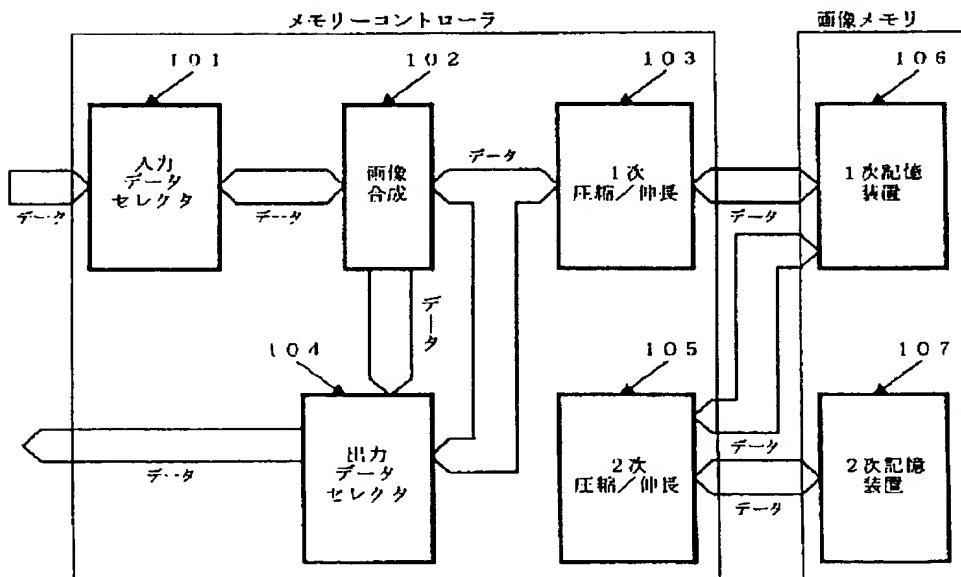 メモリーコントローラ
画像メモリ
101
102
103
106
入力
データ
セレクタ
画像
合成
データ
1次
圧縮／伸長
1次記憶
装置
データ
データ
データ
データ
104
105
107
出力
データ
セレクタ
2次
圧縮／伸長
2次記憶
装置
データ
データ
データ